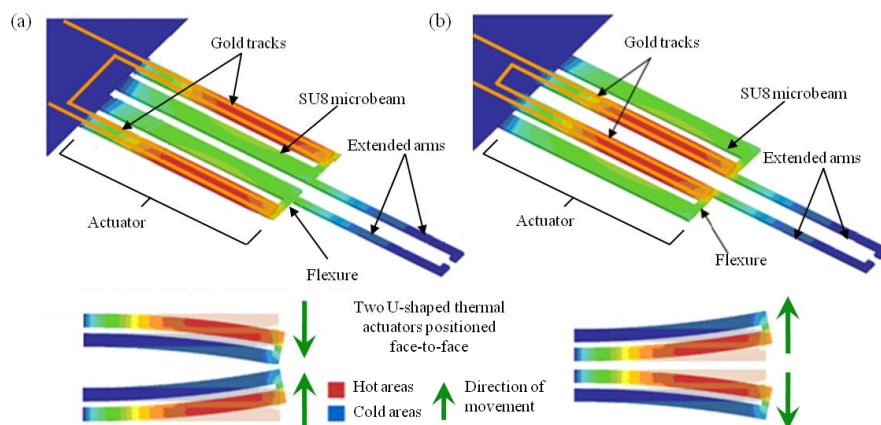 (a)
Gold tracks
SU8 microbeam
Extended arms
Actuator
Flexure
(b)
Gold tracks
SU8 microbeam
Extended arms
Actuator
Flexure
Two U-shaped thermal
actuators positioned
face-to-face
Hot areas
Cold areas
Direction of
movement